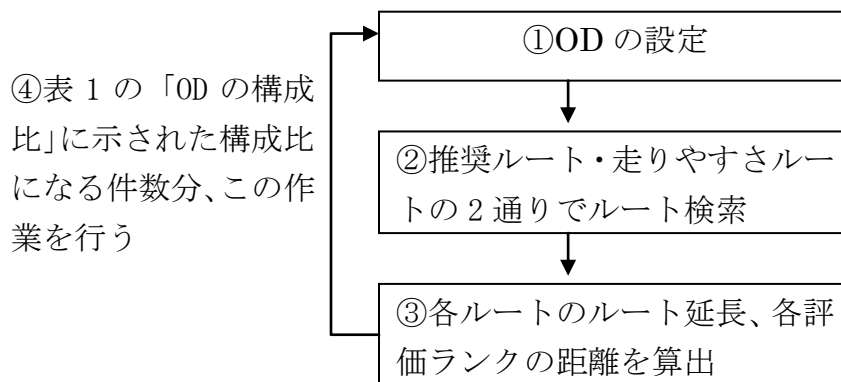 ①OD の設定
②推奨ルート・走りやすさルー
トの 2 通りでルート検索
③各ルートのルート延長、各評
価ランクの距離を算出
④表 1 の「OD の構成
比」に示された構成比
になる件数分、この作
業を行う